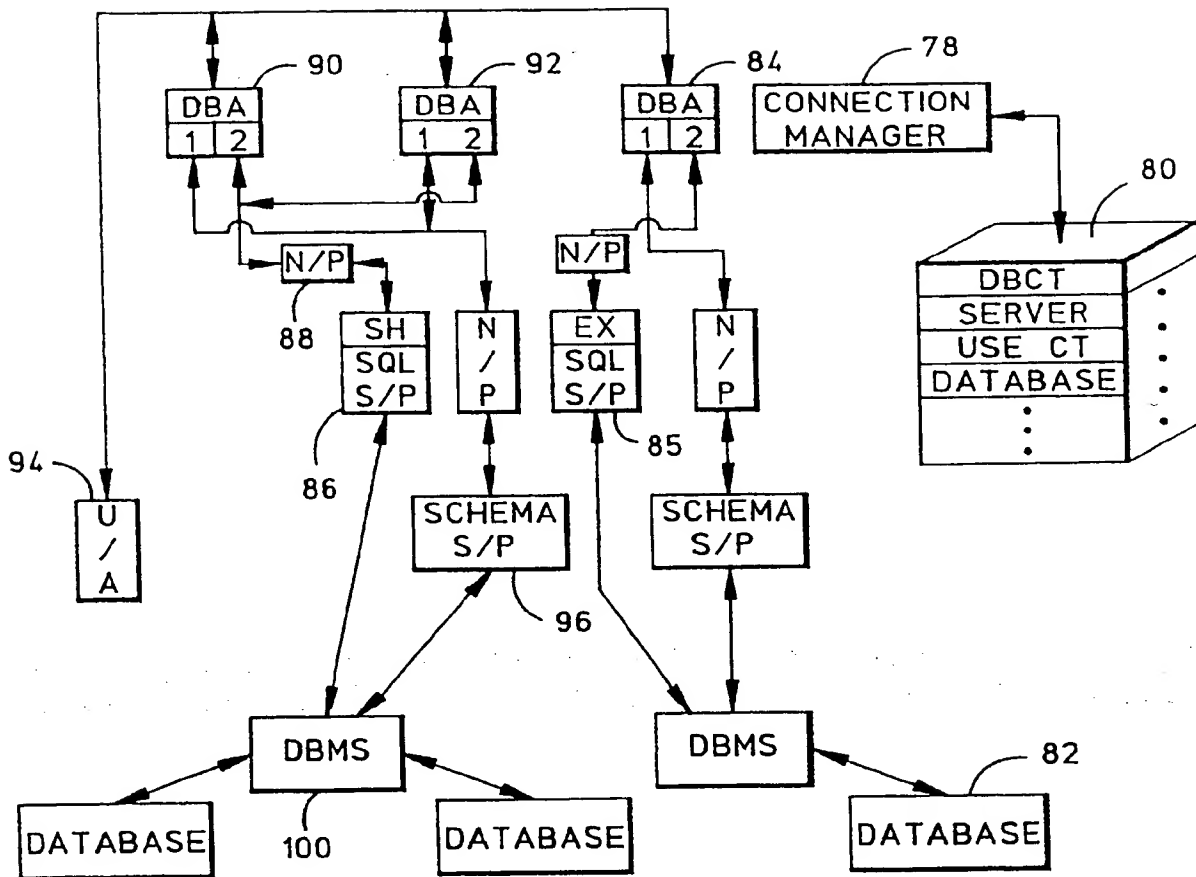 90
92
84
78
DBA
1 2
DBA
1 2
DBA
1 2
CONNECTION
MANAGER
80
N/P
88
N/P
DBCT
SERVER
USE CT
DATABASE
SH
SQL
S/P
86
N
/
P
EX
SQL
S/P
85
N
/
P
94
U
/
A
SCHEMA
S/P
96
SCHEMA
S/P
DBMS
100
DBMS
82
DATABASE
DATABASE
DATABASE